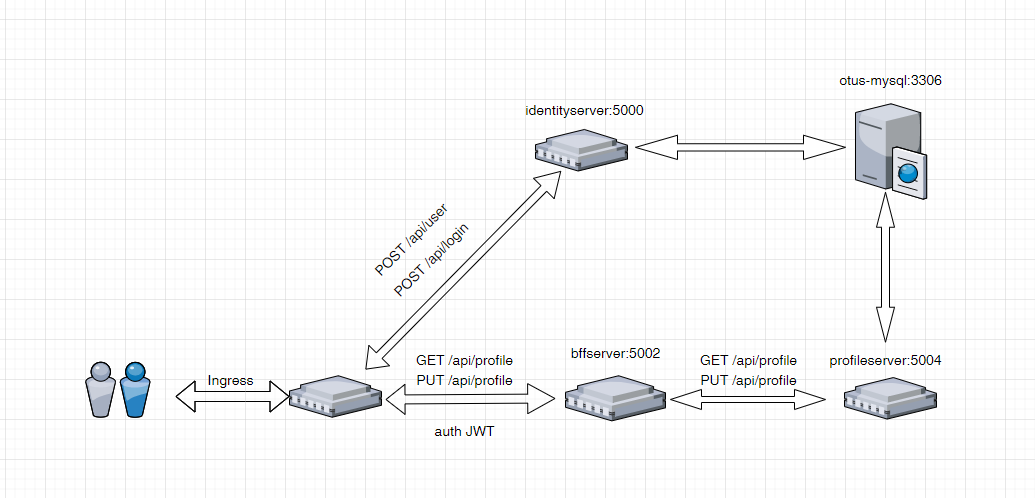 otus-mysql:3306
identityserver:5000
POST /api/user
POST /api/login
Ingress
GET /api/profile
PUT /api/profile
auth JWT
bffserver:5002
GET /api/profile
PUT /api/profile
profileserver:5004